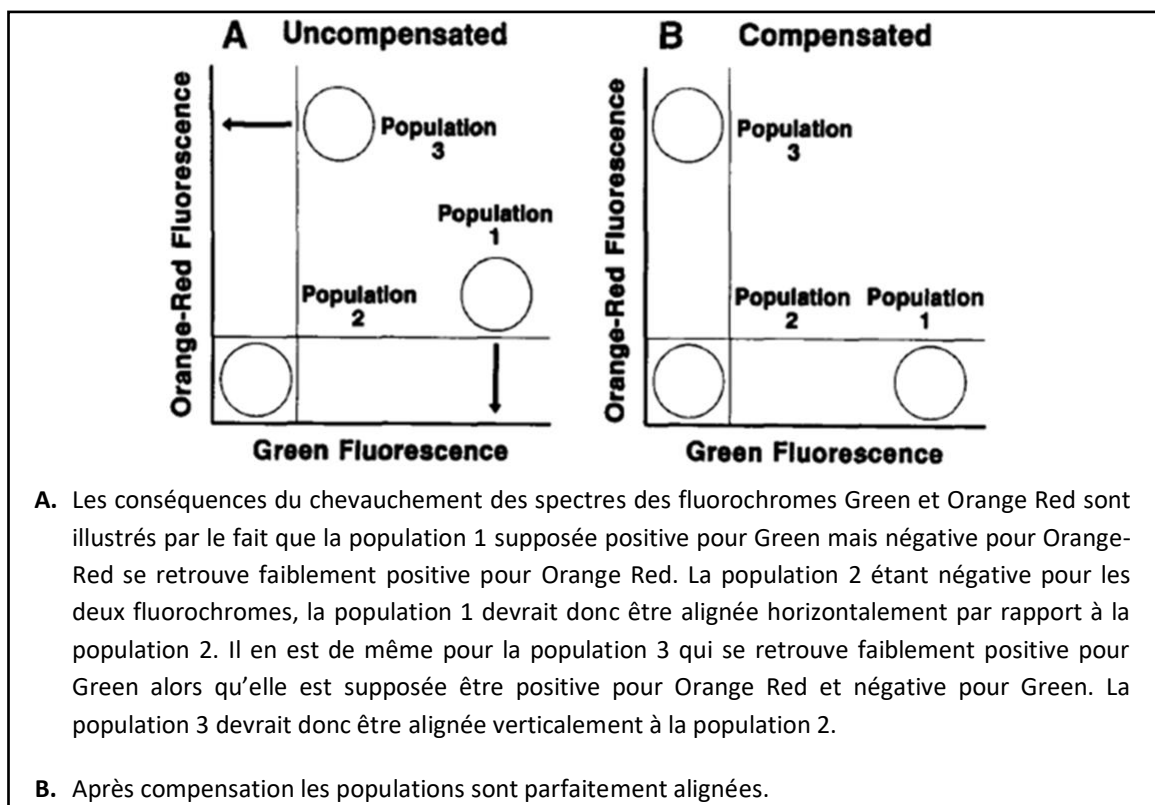 A Uncompensated
B Compensated
Orange-Red Fluorescence
Population
3
Population
1
Population
2
Green Fluorescence
Orange-Red Fluorescence
Population
3
Population
2
Population
1
Green Fluorescence
A. Les conséquences du chevauchement des spectres des fluorochromes Green et Orange Red sont
illustrés par le fait que la population 1 supposée positive pour Green mais négative pour Orange-
Red se retrouve faiblement positive pour Orange Red. La population 2 étant négative pour les
deux fluorochromes, la population 1 devrait donc être alignée horizontalement par rapport à la
population 2. Il en est de même pour la population 3 qui se retrouve faiblement positive pour
Green alors qu’elle est supposée être positive pour Orange Red et négative pour Green. La
population 3 devrait donc être alignée verticalement à la population 2.
B. Après compensation les populations sont parfaitement alignées.